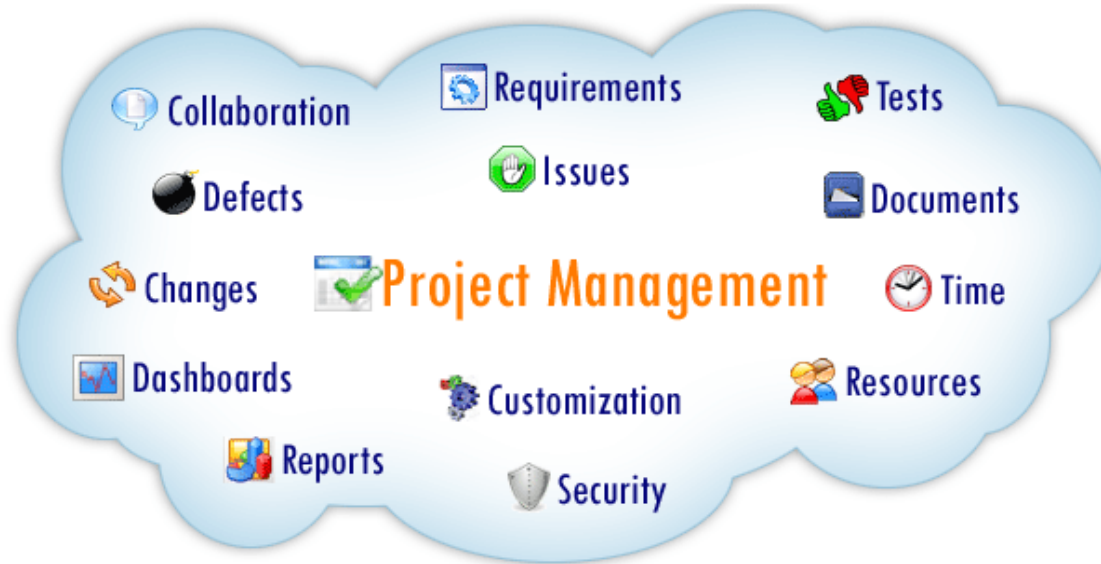 Collaboration
Requirements
Tests
Defects
Issues
Documents
Changes
Project Management
Time
Dashboards
Customization
Resources
Reports
Security